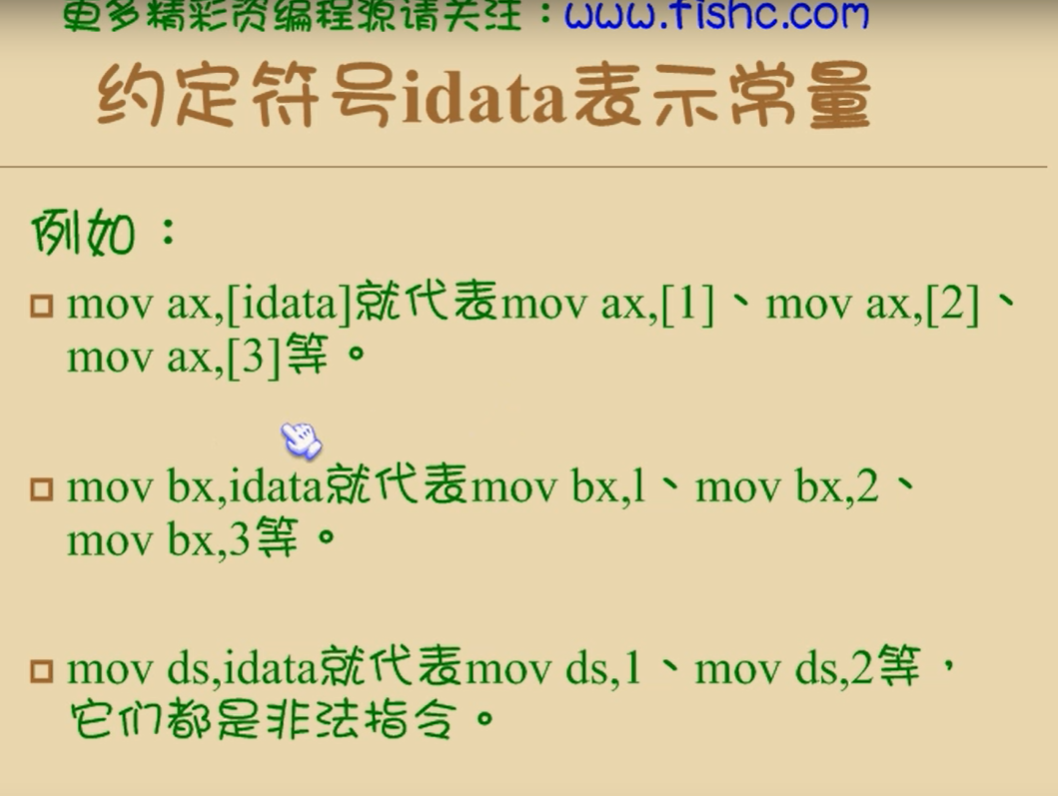 更多精彩资编程源请关注：www.fishc.com
约定符号idata表示常量
例如：
mov ax,[idata]就代表mov ax,[1]、mov ax,[2]、
mov ax,[3]等。
mov bx,idata就代表mov bx,1、mov bx,2、
mov bx,3等。
mov ds,idata就代表mov ds,1、mov ds,2等，
它们都是非法指令。